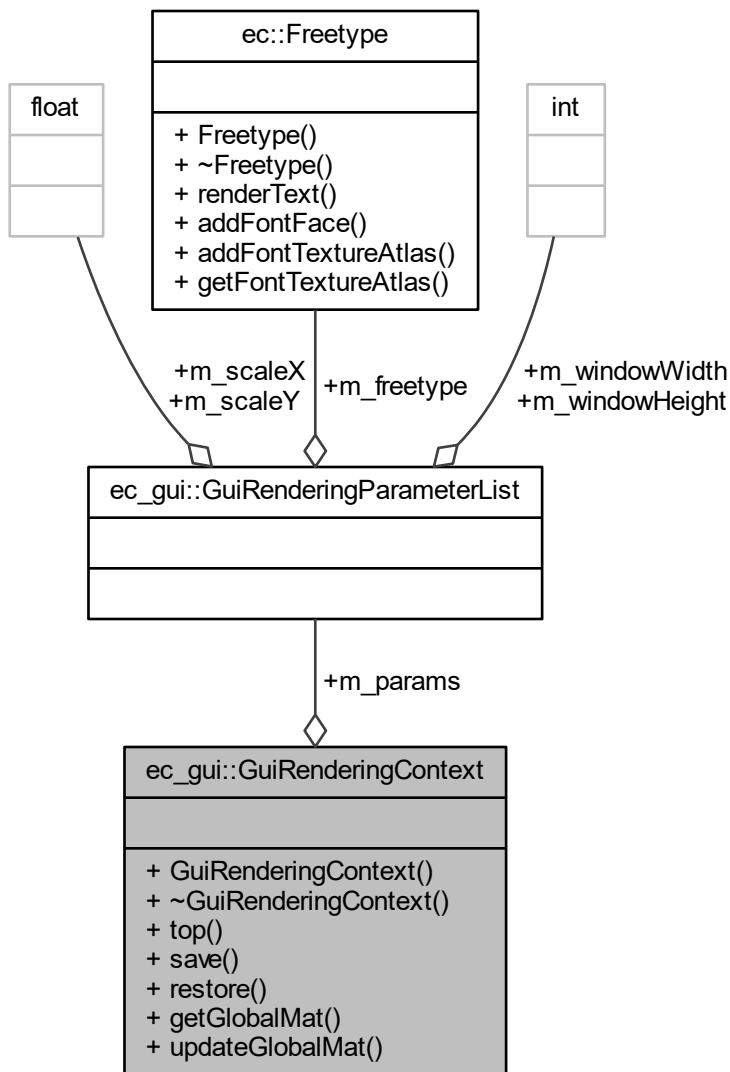 ec::Freetype
+ Freetype()
+ ~Freetype()
+ renderText()
+ addFontFace()
+ addFontTextureAtlas()
+ getFontTextureAtlas()
float
int
+m_scaleX
+m_scaleY
+m_freetype
+m_windowWidth
+m_windowHeight
ec_gui::GuiRenderingParameterList
+m_params
ec_gui::GuiRenderingContext
+ GuiRenderingContext()
+ ~GuiRenderingContext()
+ top()
+ save()
+ restore()
+ getGlobalMat()
+ updateGlobalMat()